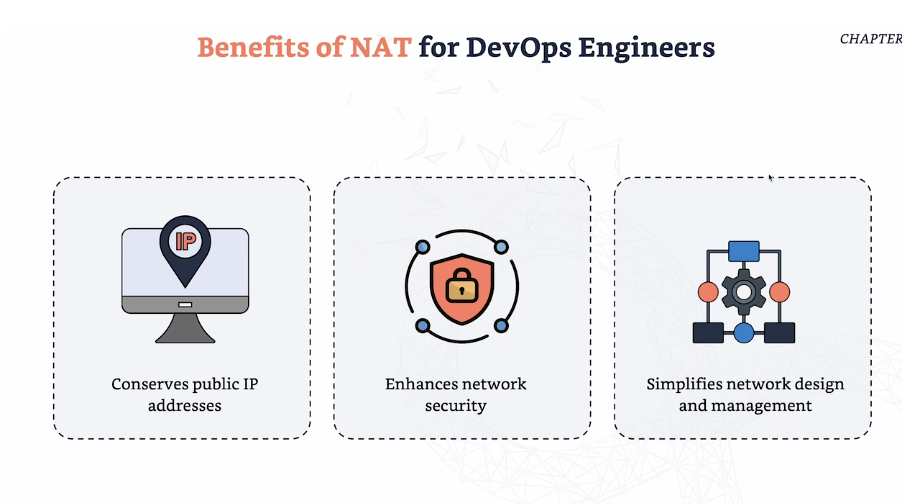 Benefits of NAT for DevOps Engineers
CHAPTER
IP
Conserves public IP
addresses
Enhances network
security
Simplifies network design
and management